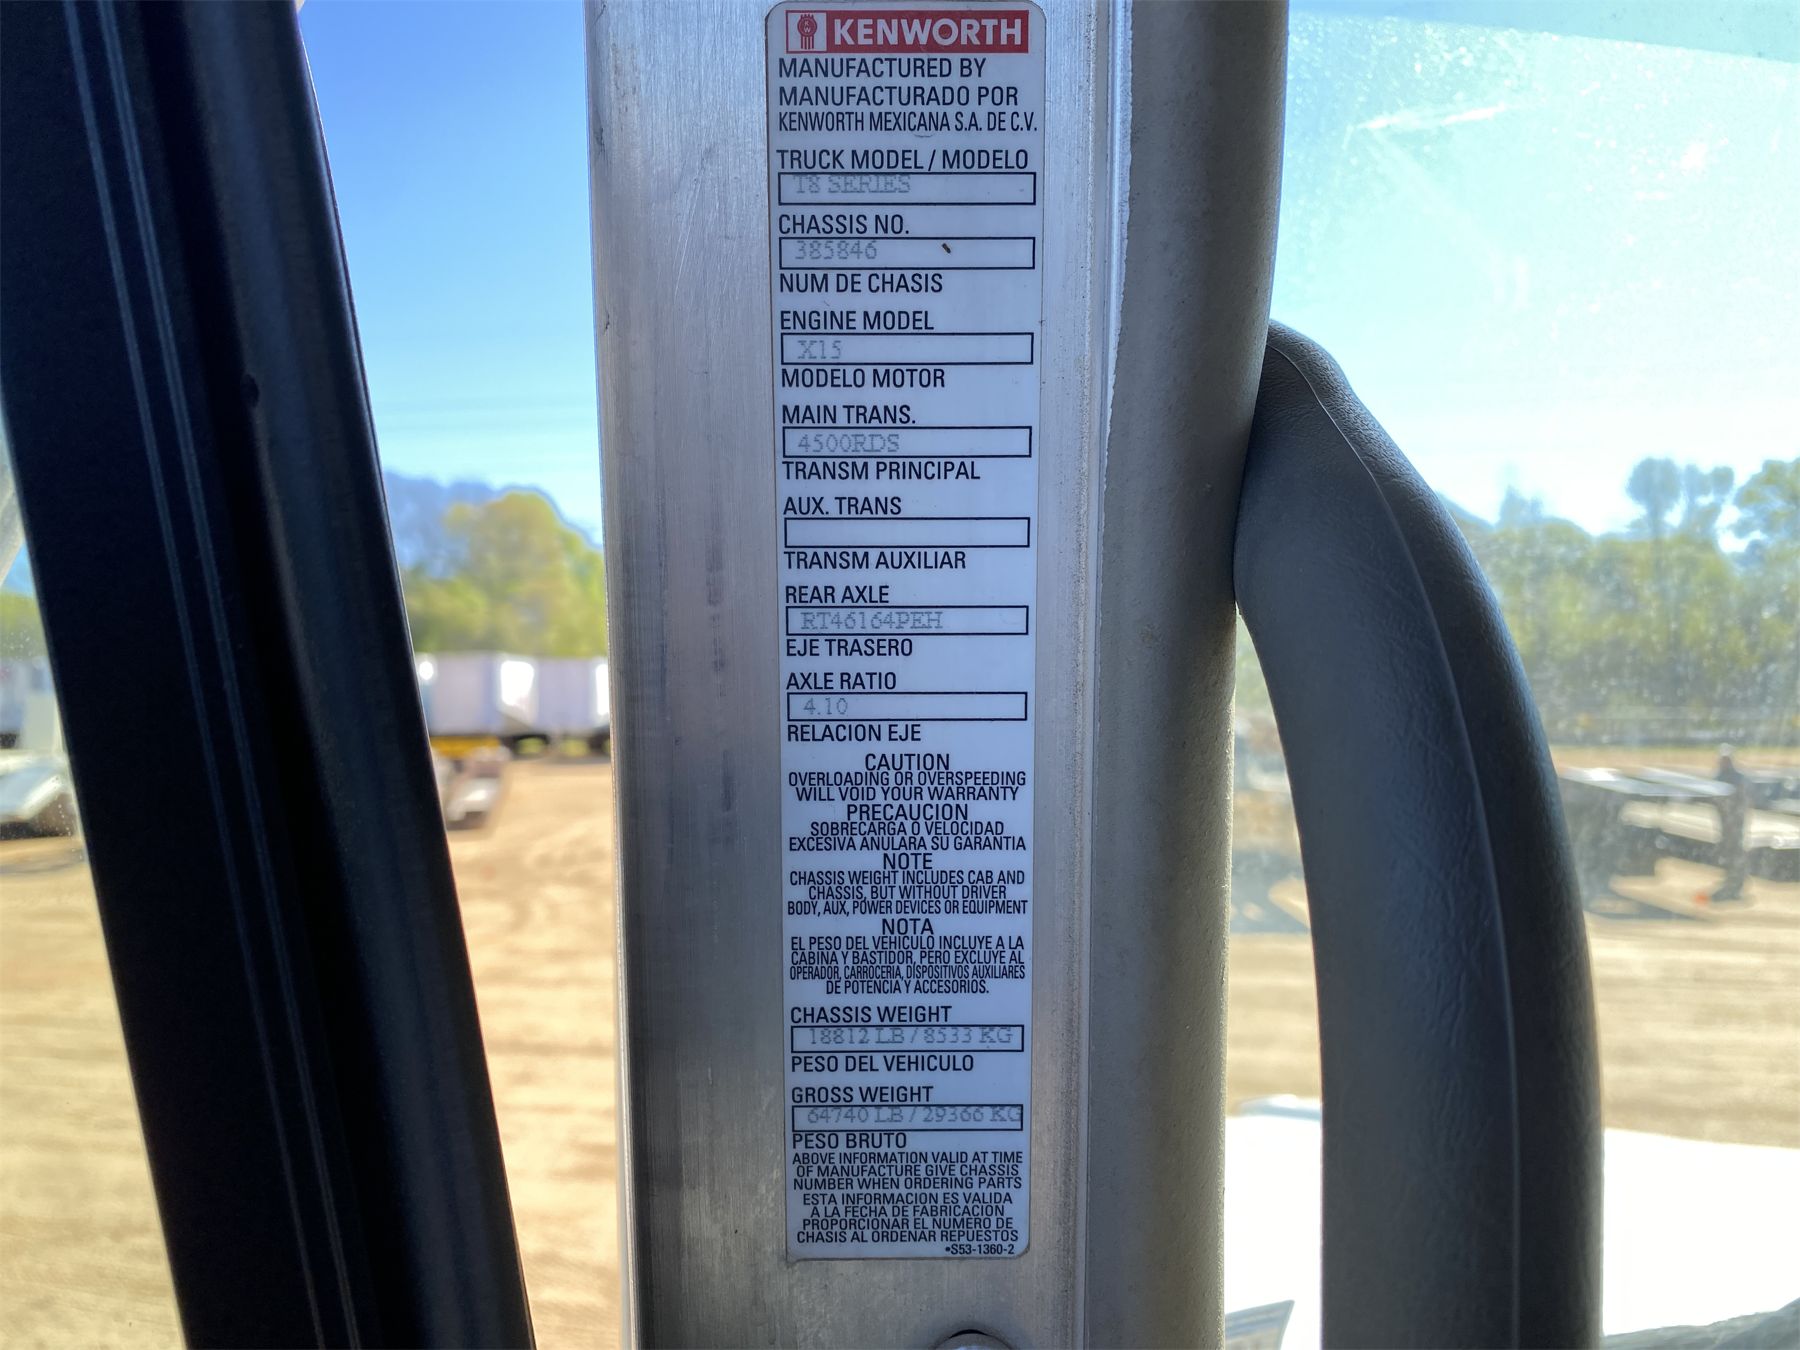 KENWORTH
MANUFACTURED BY
MANUFACTURADO POR
KENWORTH MEXICANA S.A. DE C.V.
TRUCK MODEL / MODELO
T8 SERIES
CHASSIS NO.
385846
NUM DE CHASIS
ENGINE MODEL
X15
MODELO MOTOR
MAIN TRANS.
4500RDS
TRANSM PRINCIPAL
AUX. TRANS
TRANSM AUXILIAR
REAR AXLE
RT46164PEH
EJE TRASERO
AXLE RATIO
4.10
RELACION EJE
CAUTION
OVERLOADING OR OVERSPEEDING
WILL VOID YOUR WARRANTY
PRECAUCION
SOBRECARGA O VELOCIDAD
EXCESIVA ANULARA SU GARANTIA
NOTE
CHASSIS WEIGHT INCLUDES CAB AND
CHASSIS, BUT WITHOUT DRIVER
BODY, AUX, POWER DEVICES OR EQUIPMENT
NOTA
EL PESO DEL VEHICULO INCLUYE A LA
CABINA Y BASTIDOR, PERO EXCLUYE AL
OPERADOR, CARROCERIA, DISPOSITIVOS AUXILIARES
DE POTENCIA Y ACCESORIOS.
CHASSIS WEIGHT
18812 LB / 8533 KG
PESO DEL VEHICULO
GROSS WEIGHT
64740 LB / 29366 KG
PESO BRUTO
ABOVE INFORMATION VALID AT TIME
OF MANUFACTURE GIVE CHASSIS
NUMBER WHEN ORDERING PARTS
ESTA INFORMACION ES VALIDA
A LA FECHA DE FABRICACION
PROPORCIONAR EL NUMERO DE
CHASIS AL ORDENAR REPUESTOS
•S53-1360-2